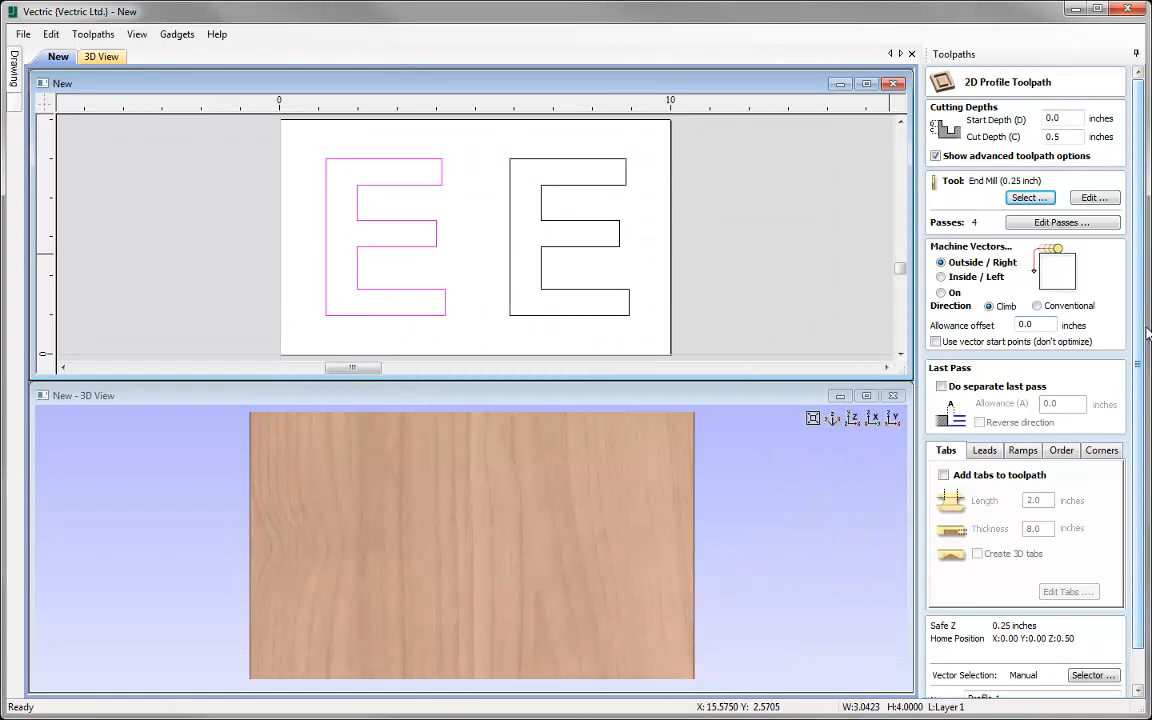 Vectric {Vectric Ltd.} - New
File Edit Toolpaths View Gadgets Help
Drawing
New 3D View
New
0 10
0
New - 3D View
Toolpaths
2D Profile Toolpath
Cutting Depths
Start Depth (D) 0.0 inches
Cut Depth (C) 0.5 inches
Show advanced toolpath options
Tool: End Mill (0.25 inch)
Select ... Edit ...
Passes: 4 Edit Passes ...
Machine Vectors...
Outside / Right
Inside / Left
On
Direction Climb Conventional
Allowance offset 0.0 inches
Use vector start points (don't optimize)
Last Pass
Do separate last pass
A Allowance (A) 0.0 inches
Reverse direction
Tabs Leads Ramps Order Corners
Add tabs to toolpath
Length 2.0 inches
Thickness 8.0 inches
Create 3D tabs
Edit Tabs ....
Safe Z 0.25 inches
Home Position X:0.00 Y:0.00 Z:0.50
Vector Selection: Manual Selector ...
Ready X: 15.5750 Y: 2.5705 W:3.0423 H:4.0000 L:Layer1